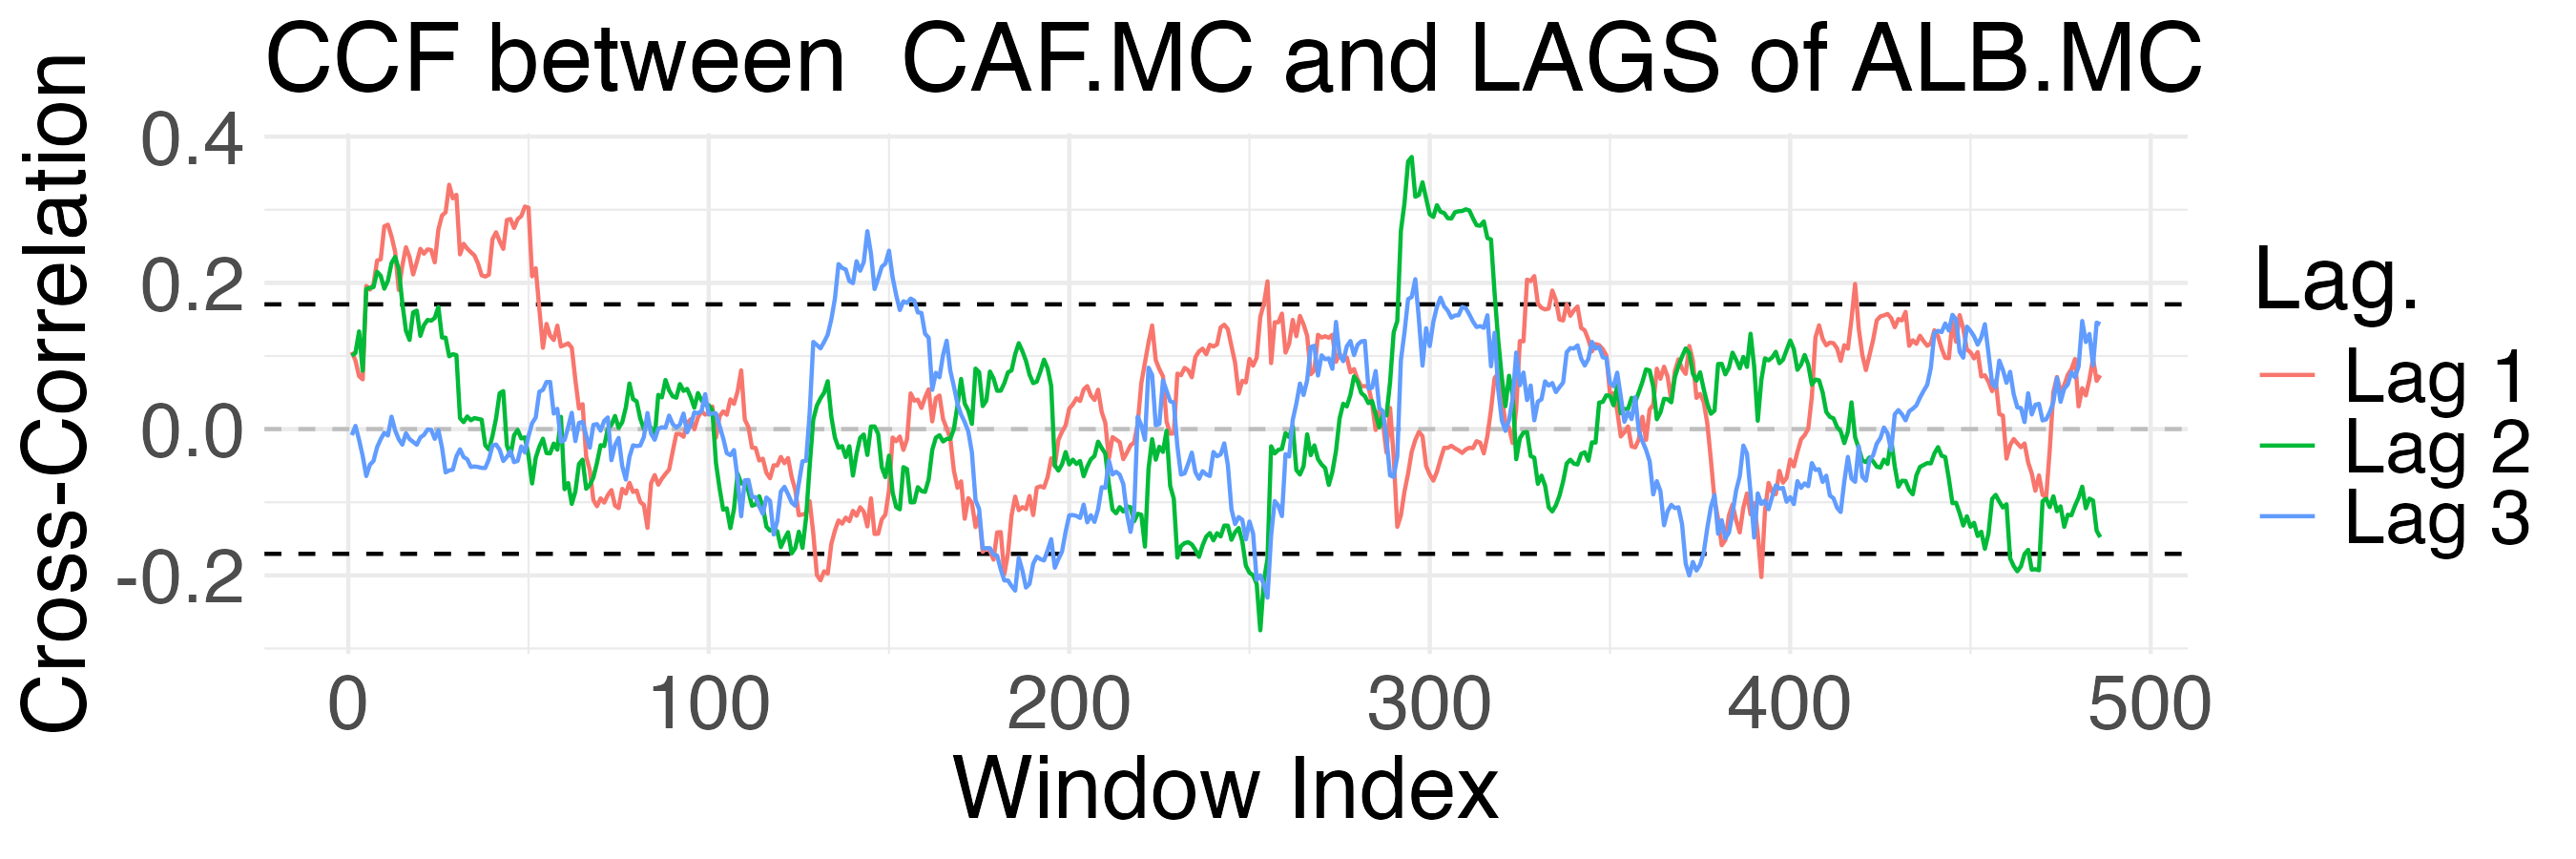 CCF between  CAF.MC and LAGS of ALB.MC
Cross-Correlation
0.4
0.2
0.0
-0.2
0 100 200 300 400 500
Window Index
Lag.
Lag 1
Lag 2
Lag 3